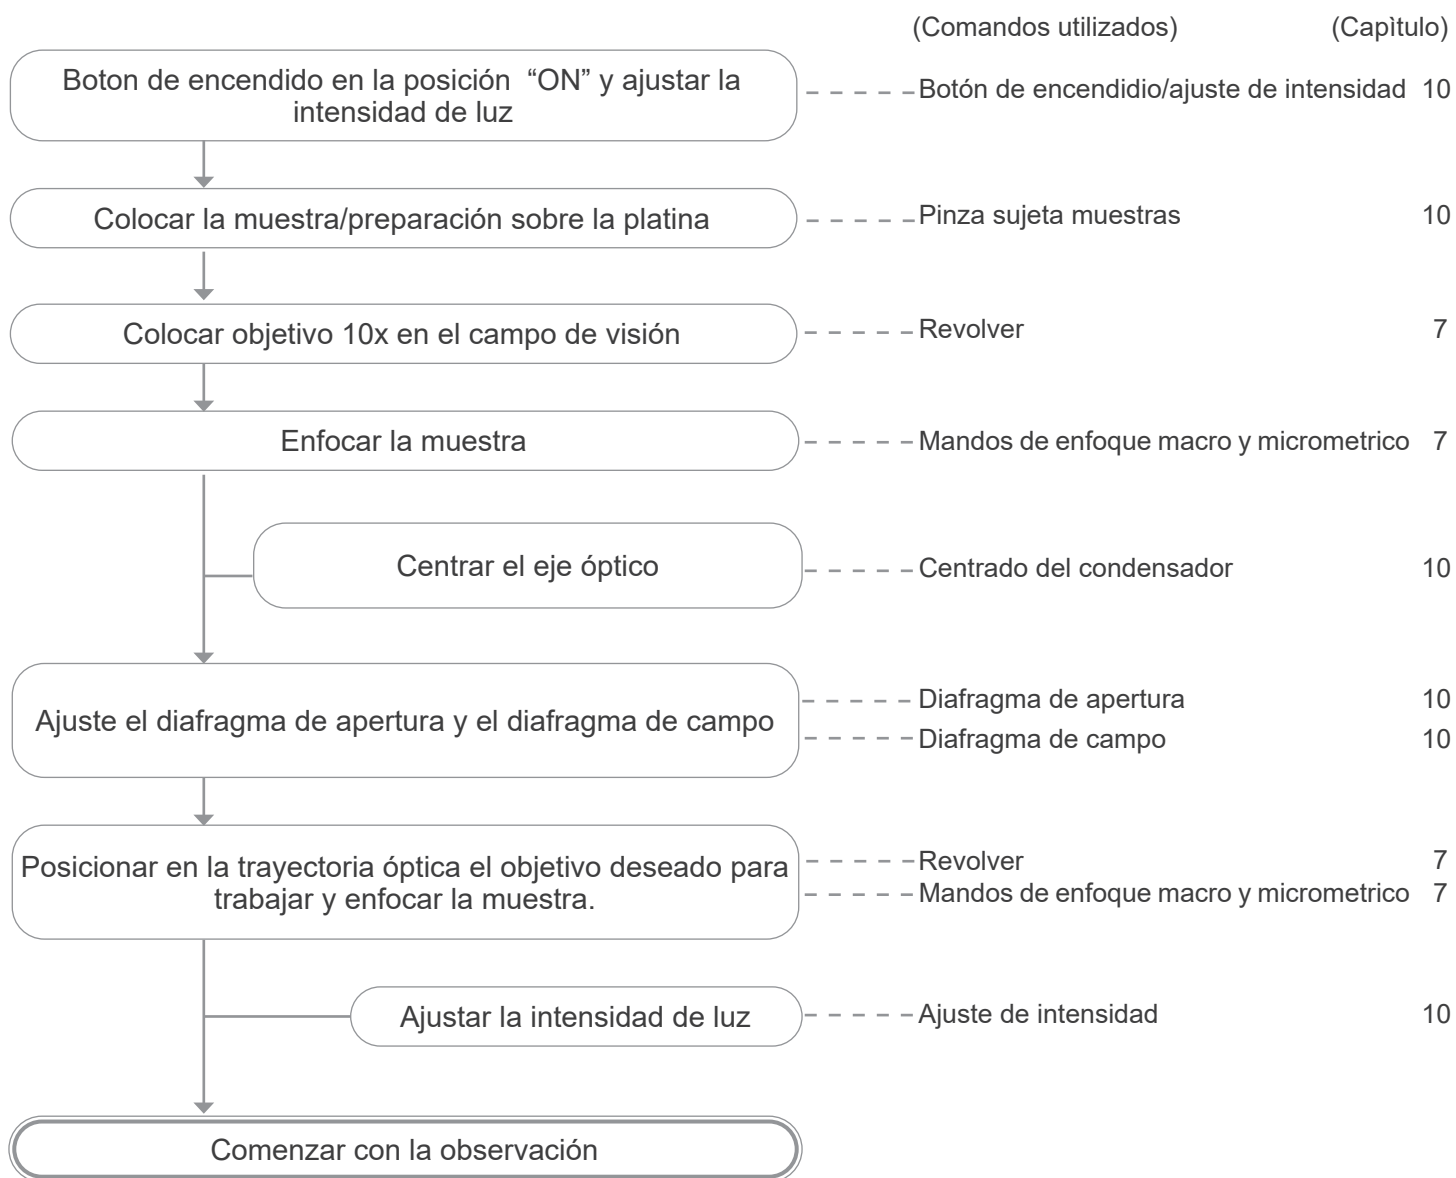 (Comandos utilizados) (Capìtulo)
Boton de encendido en la posición “ON” y ajustar la
intensidad de luz
Botón de encendidio/ajuste de intensidad 10
Colocar la muestra/preparación sobre la platina
Pinza sujeta muestras 10
Colocar objetivo 10x en el campo de visión
Revolver 7
Enfocar la muestra
Mandos de enfoque macro y micrometrico 7
Centrar el eje óptico
Centrado del condensador 10
Ajuste el diafragma de apertura y el diafragma de campo
Diafragma de apertura 10
Diafragma de campo 10
Posicionar en la trayectoria óptica el objetivo deseado para
trabajar y enfocar la muestra.
Revolver 7
Mandos de enfoque macro y micrometrico 7
Ajustar la intensidad de luz
Ajuste de intensidad 10
Comenzar con la observación